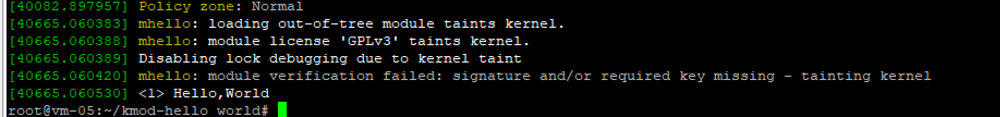 [40082.897957] Policy zone: Normal
[40665.060383] mhello: loading out-of-tree module taints kernel.
[40665.060388] mhello: module license 'GPLv3' taints kernel.
[40665.060389] Disabling lock debugging due to kernel taint
[40665.060420] mhello: module verification failed: signature and/or required key missing - tainting kernel
[40665.060530] <1> Hello,World
root@vm-05:~/kmod-hello world#